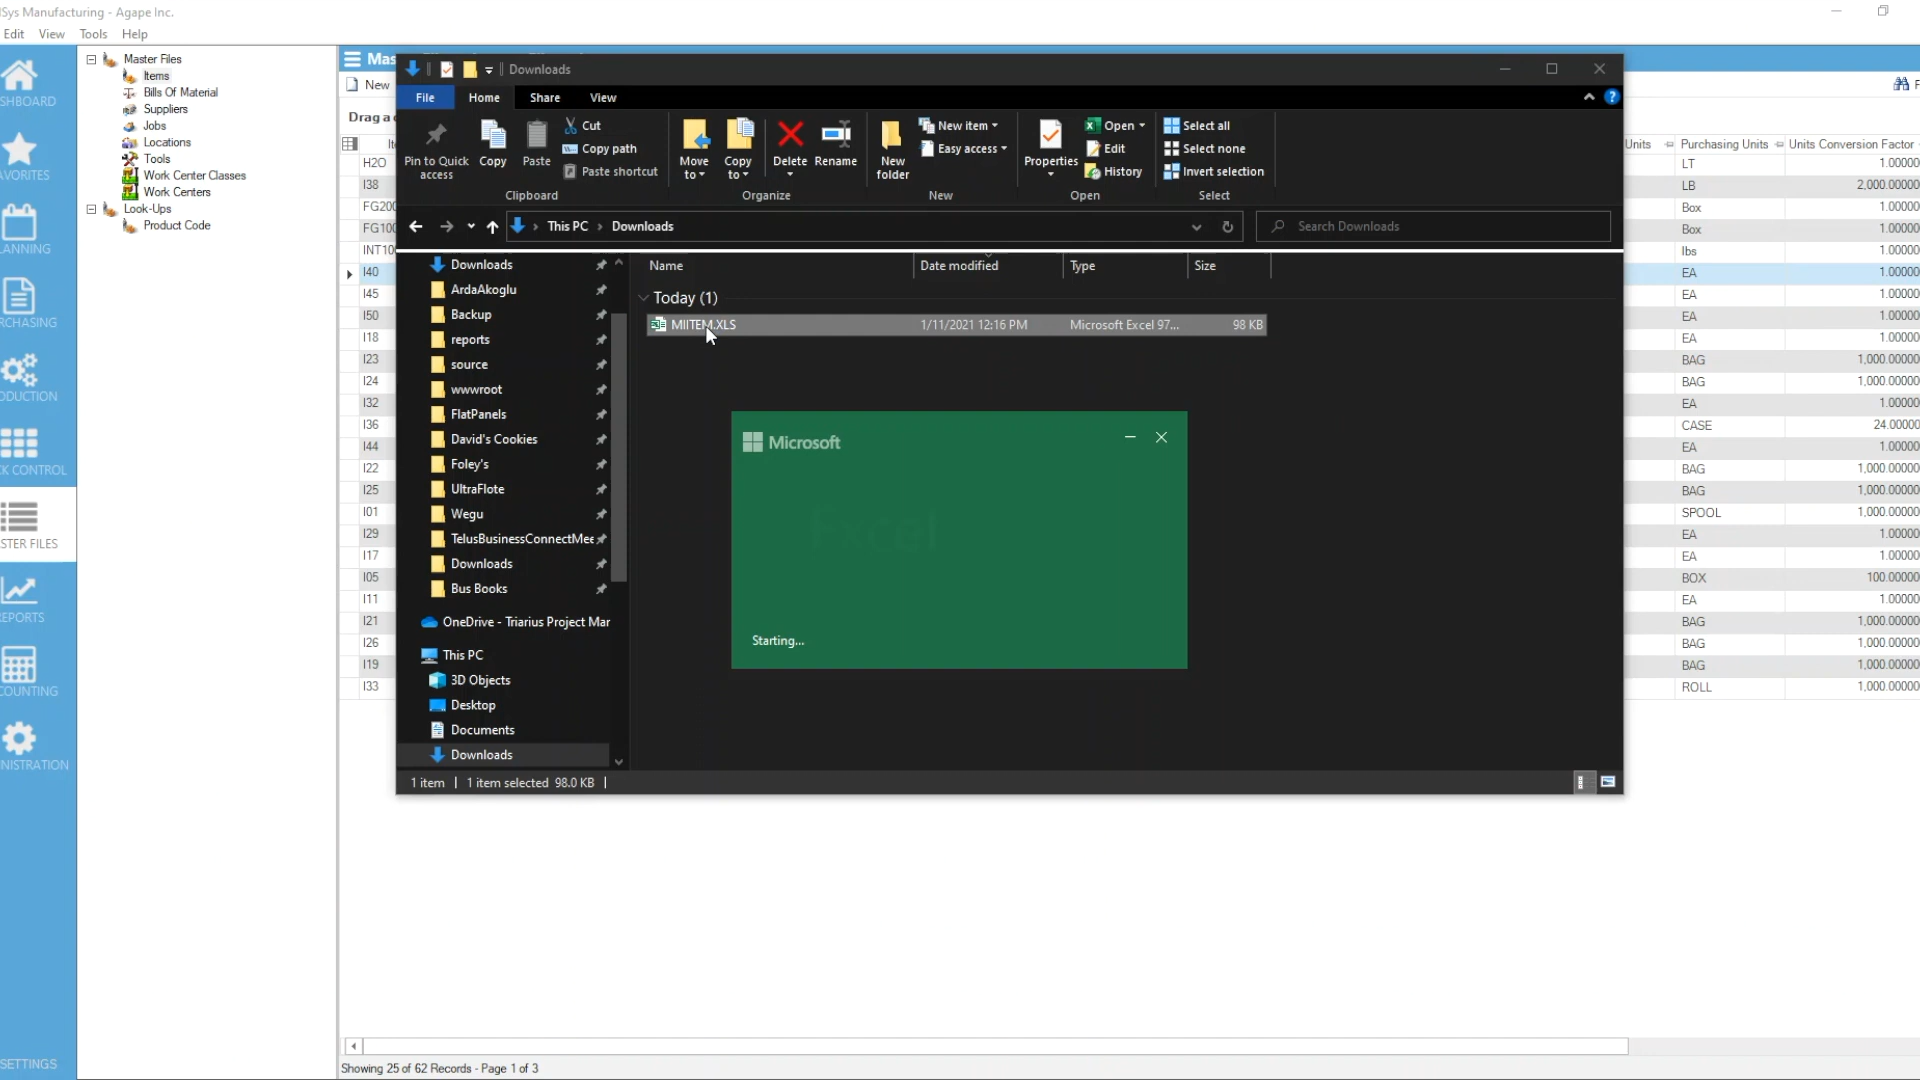 ISys Manufacturing - Agape Inc.
Edit View Tools Help
SHBOARD
AVORITES
ANNING
RCHASING
ODUCTION
CK CONTROL
STER FILES
EPORTS
COUNTING
INISTRATION
SETTINGS
Master Files
Items
Bills Of Material
Suppliers
Jobs
Locations
Tools
Work Center Classes
Work Centers
Look-Ups
Product Code
Mas
New
Drag a
H2O
I38
FG200
FG100
INT10
I40
I45
I50
I18
I23
I24
I32
I36
I44
I22
I25
I01
I29
I17
I05
I11
I21
I26
I19
I33
Downloads
File Home Share View
Pin to Quick access
Copy
Paste
Cut
Copy path
Paste shortcut
Clipboard
Move to
Copy to
Delete
Rename
Organize
New folder
New item
Easy access
New
Properties
Open
Edit
History
Open
Select all
Select none
Invert selection
Select
This PC > Downloads
Search Downloads
Downloads
ArdaAkoglu
Backup
reports
source
wwwroot
FlatPanels
David's Cookies
Foley's
UltraFlote
Wegu
TelusBusinessConnectMee
Downloads
Bus Books
OneDrive - Triarius Project Mar
This PC
3D Objects
Desktop
Documents
Downloads
Name Date modified Type Size
Today (1)
MIITEM.XLS 1/11/2021 12:16 PM Microsoft Excel 97... 98 KB
Microsoft
Excel
Starting...
1 item 1 item selected 98.0 KB
Units Purchasing Units Units Conversion Factor
LT 1.00000
LB 2,000.00000
Box 1.00000
Box 1.00000
lbs 1.00000
EA 1.00000
EA 1.00000
EA 1.00000
EA 1.00000
BAG 1,000.00000
BAG 1,000.00000
EA 1.00000
CASE 24.00000
EA 1.00000
BAG 1,000.00000
BAG 1,000.00000
SPOOL 1,000.00000
EA 1.00000
EA 1.00000
BOX 100.00000
EA 1.00000
BAG 1,000.00000
BAG 1,000.00000
BAG 1,000.00000
ROLL 1,000.00000
Showing 25 of 62 Records - Page 1 of 3